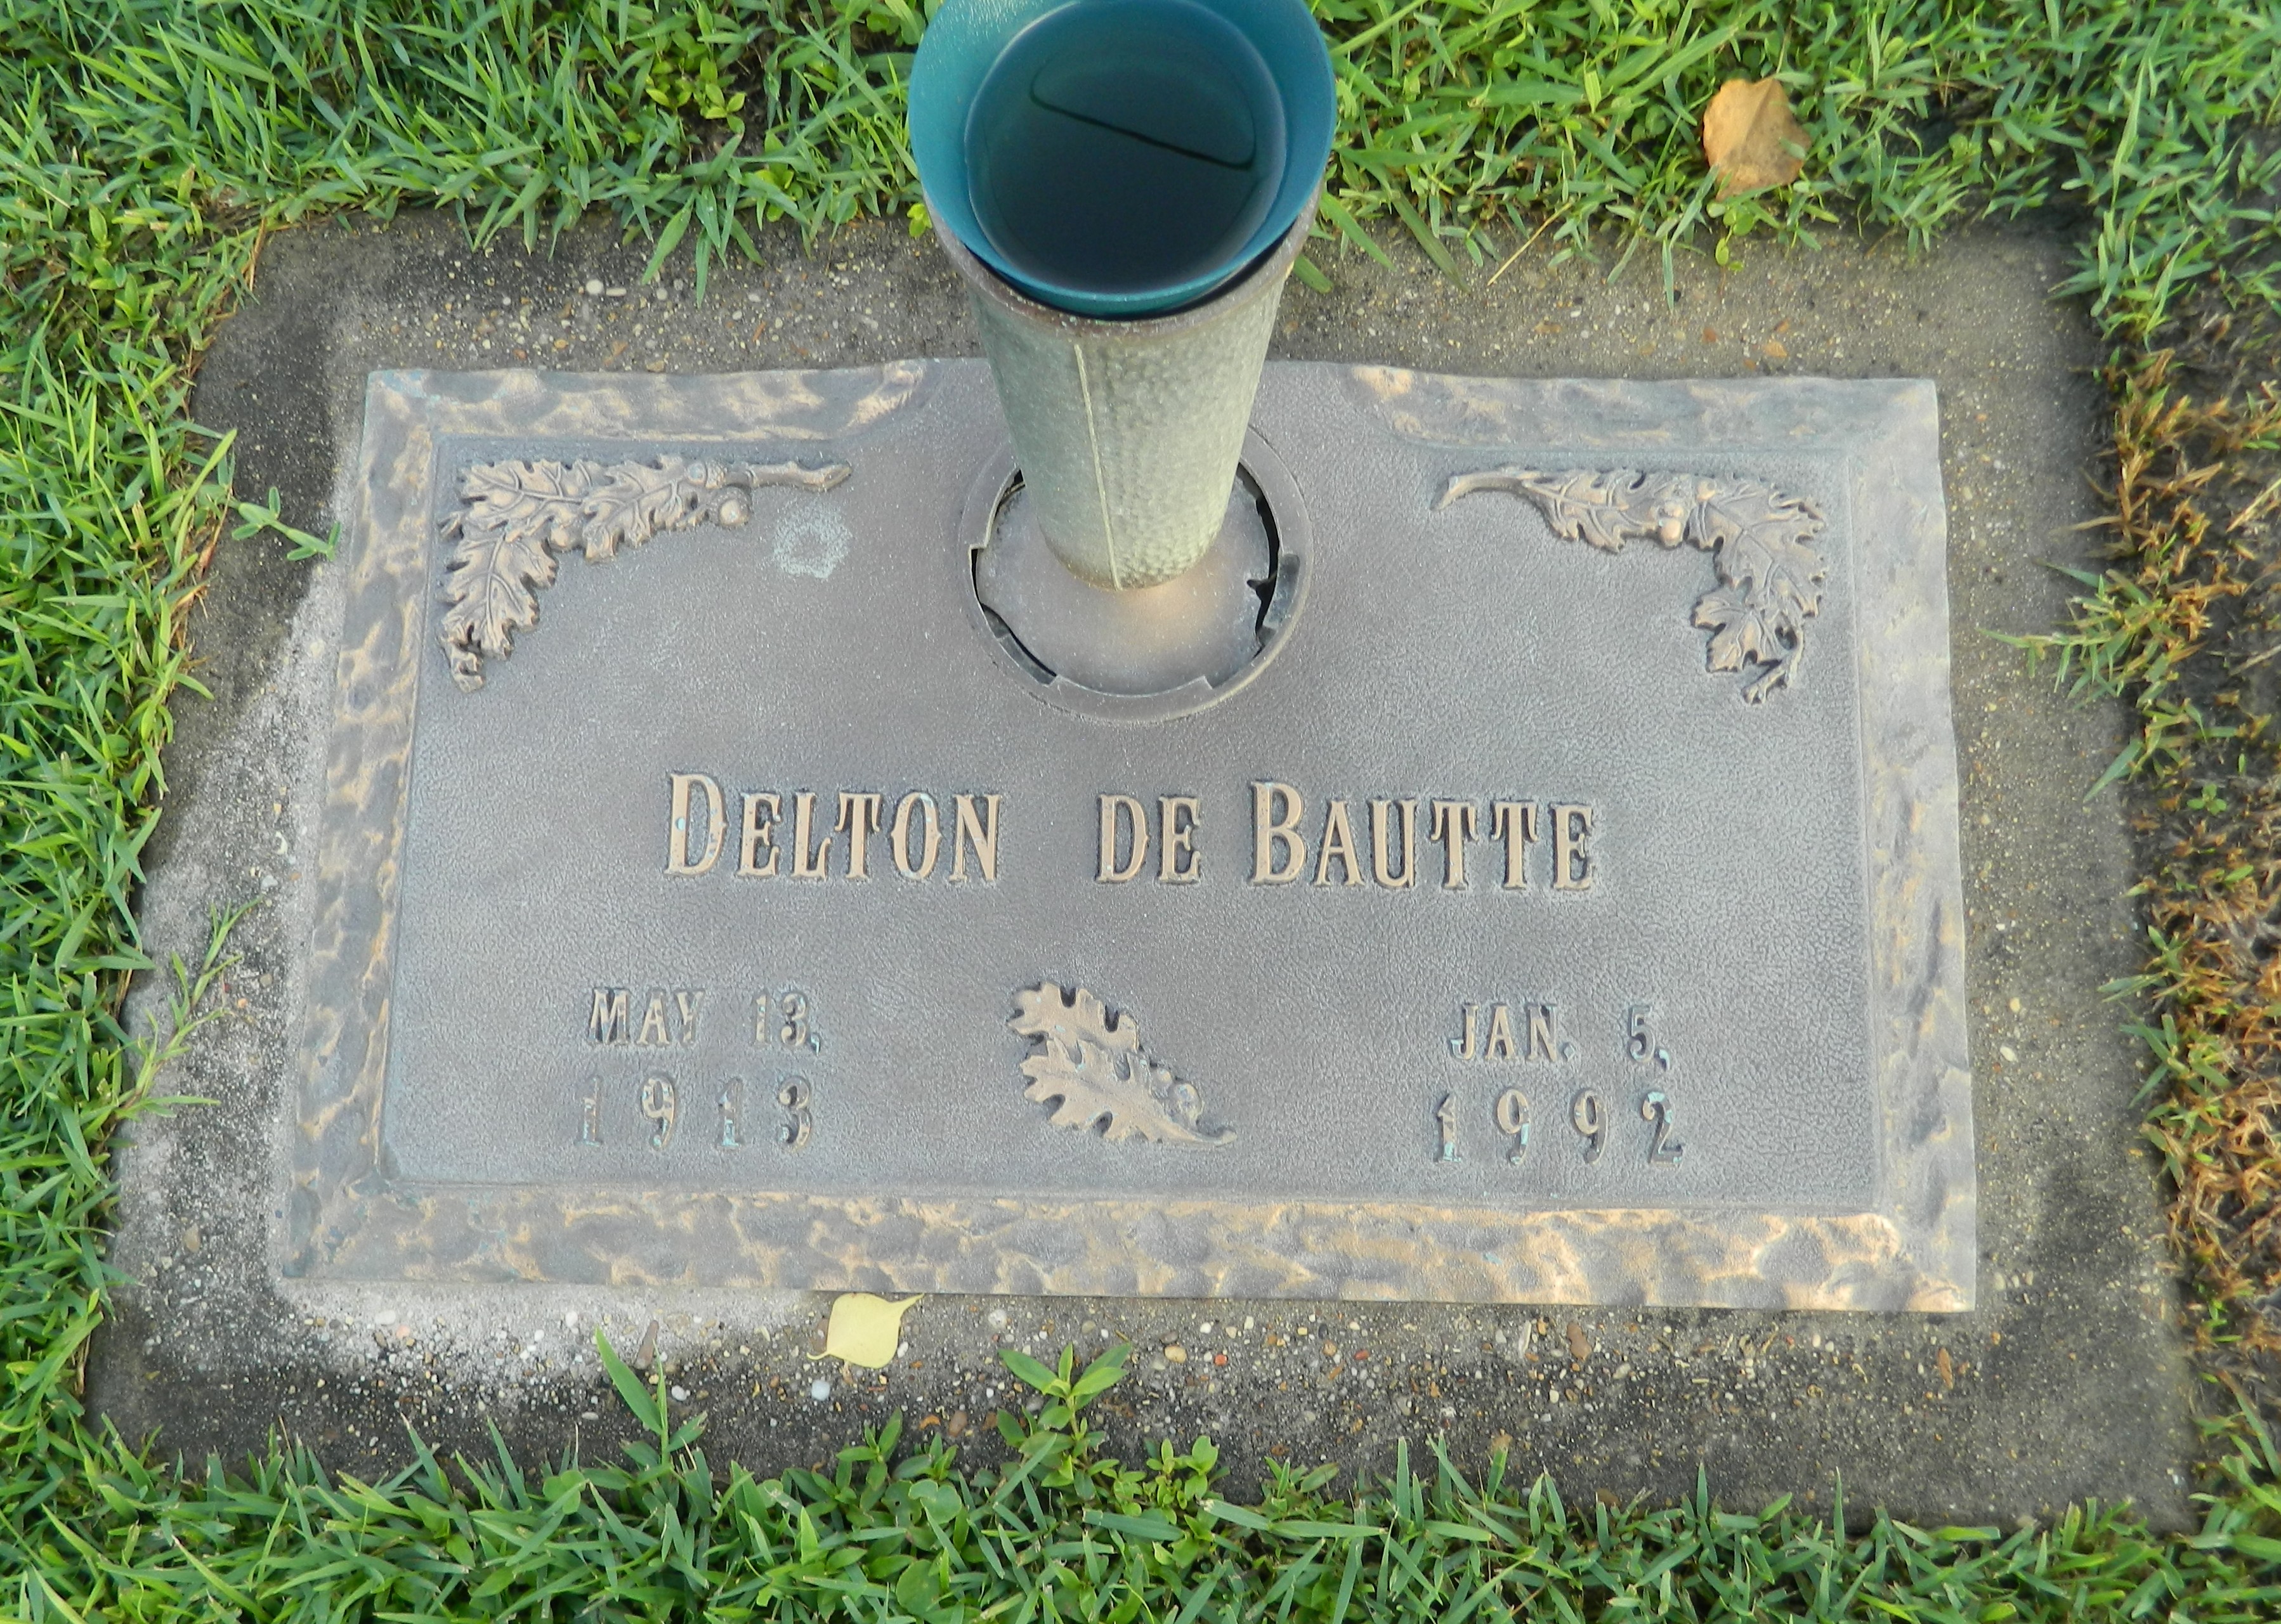 DELTON DE BAUTTE
MAY 13, JAN. 5,
1913 1992